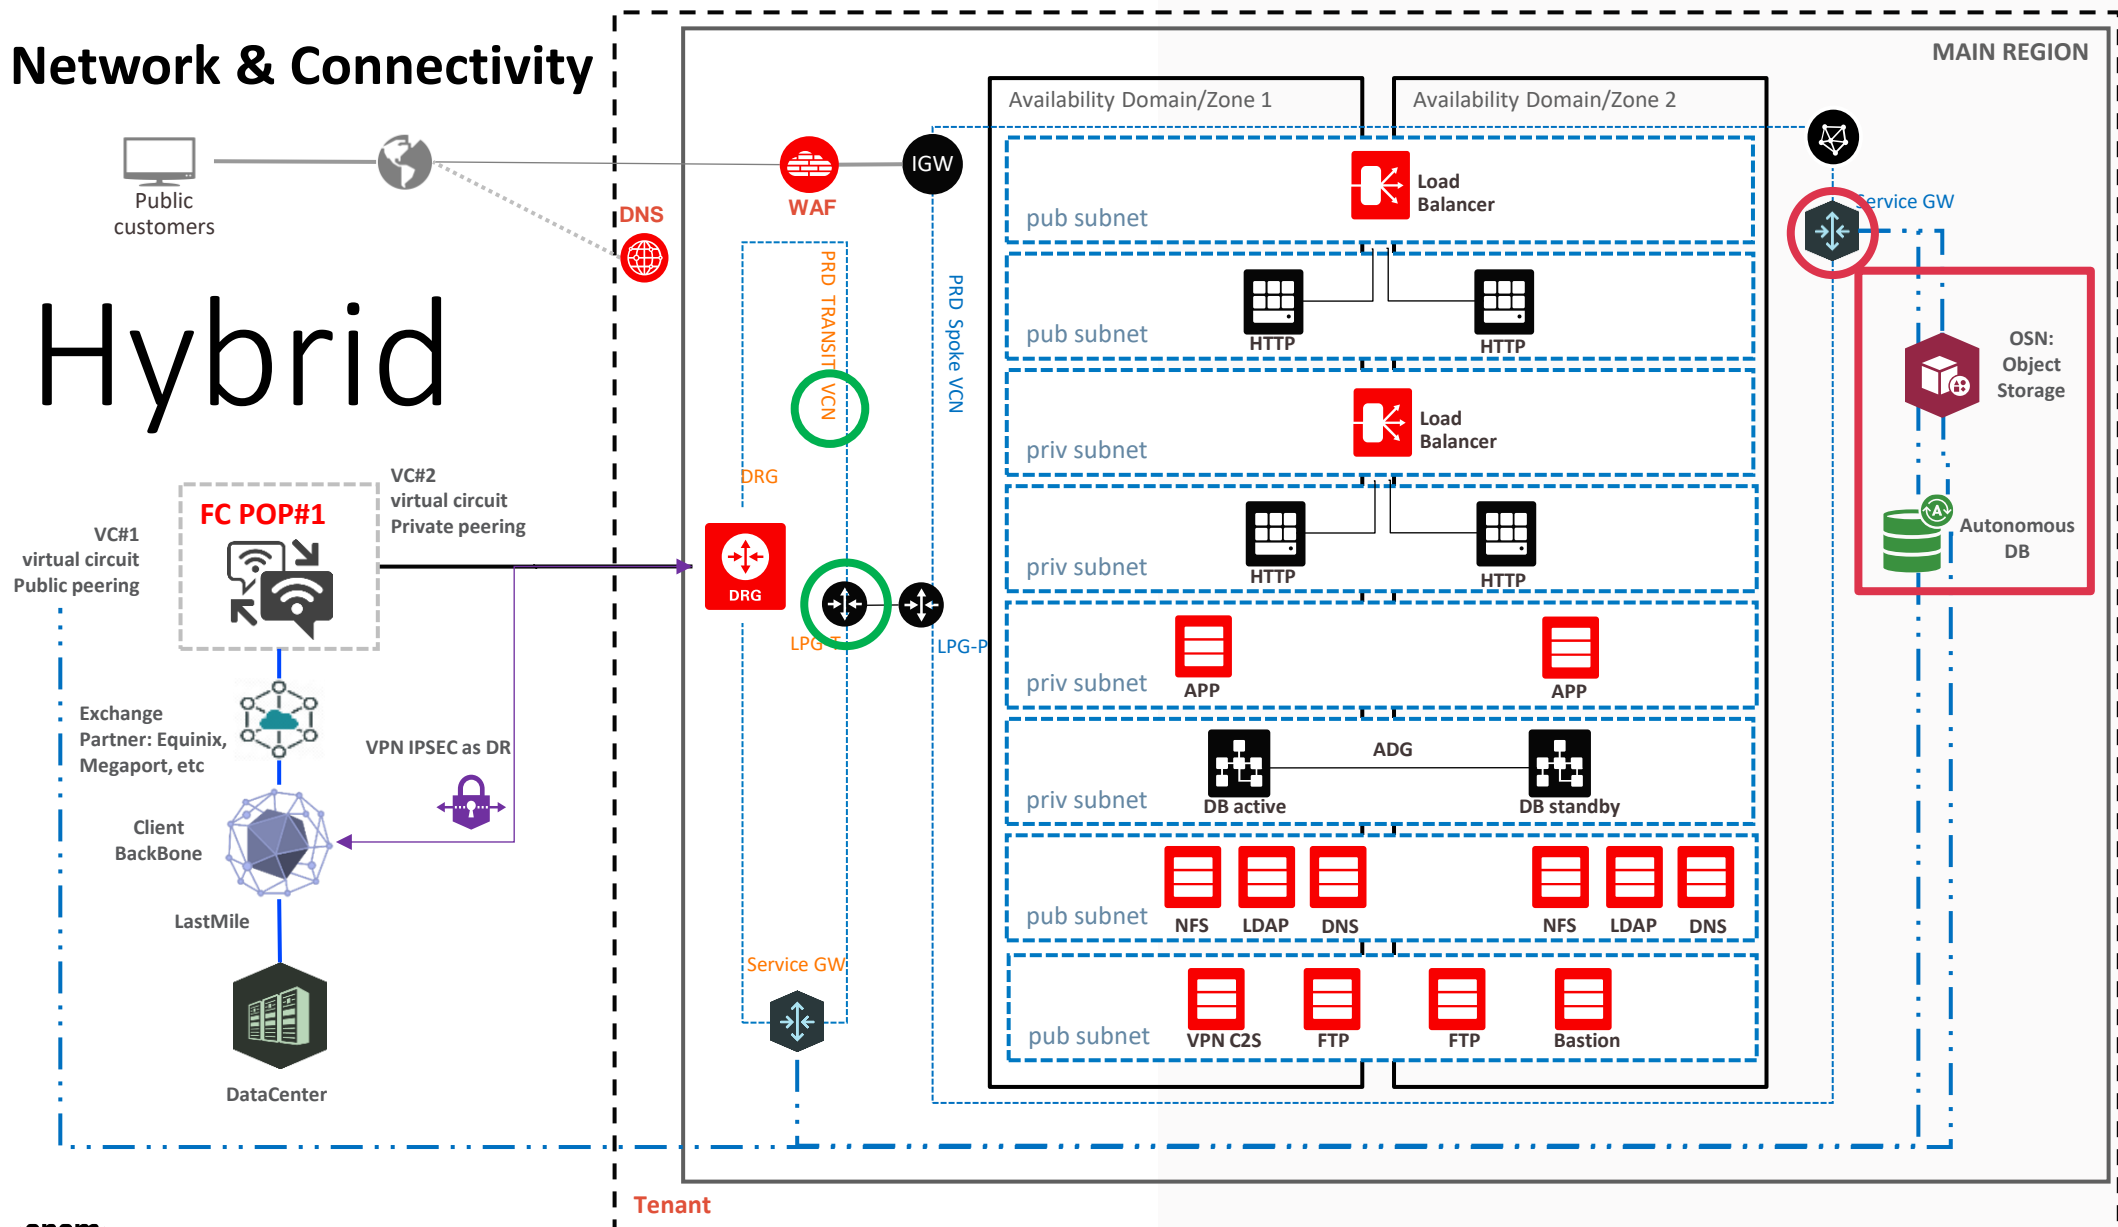 Network & Connectivity
MAIN REGION
Availability Domain/Zone 1
Availability Domain/Zone 2
Public
customers
DNS
WAF
IGW
Service GW
Load
Balancer
pub subnet
PRD TRANSIT VCN
PRD Spoke VCN
HTTP
HTTP
pub subnet
Hybrid
OSN:
Object
Storage
Load
Balancer
priv subnet
DRG
VC#2
virtual circuit
Private peering
FC POP#1
VC#1
virtual circuit
Public peering
HTTP
HTTP
priv subnet
Autonomous
DB
DRG
LPG-T
LPG-P
priv subnet
APP
APP
Exchange
Partner: Equinix,
Megaport, etc
VPN IPSEC as DR
ADG
priv subnet
DB active
DB standby
Client
BackBone
LastMile
pub subnet
NFS
LDAP
DNS
NFS
LDAP
DNS
Service GW
pub subnet
VPN C2S
FTP
FTP
Bastion
DataCenter
Tenant